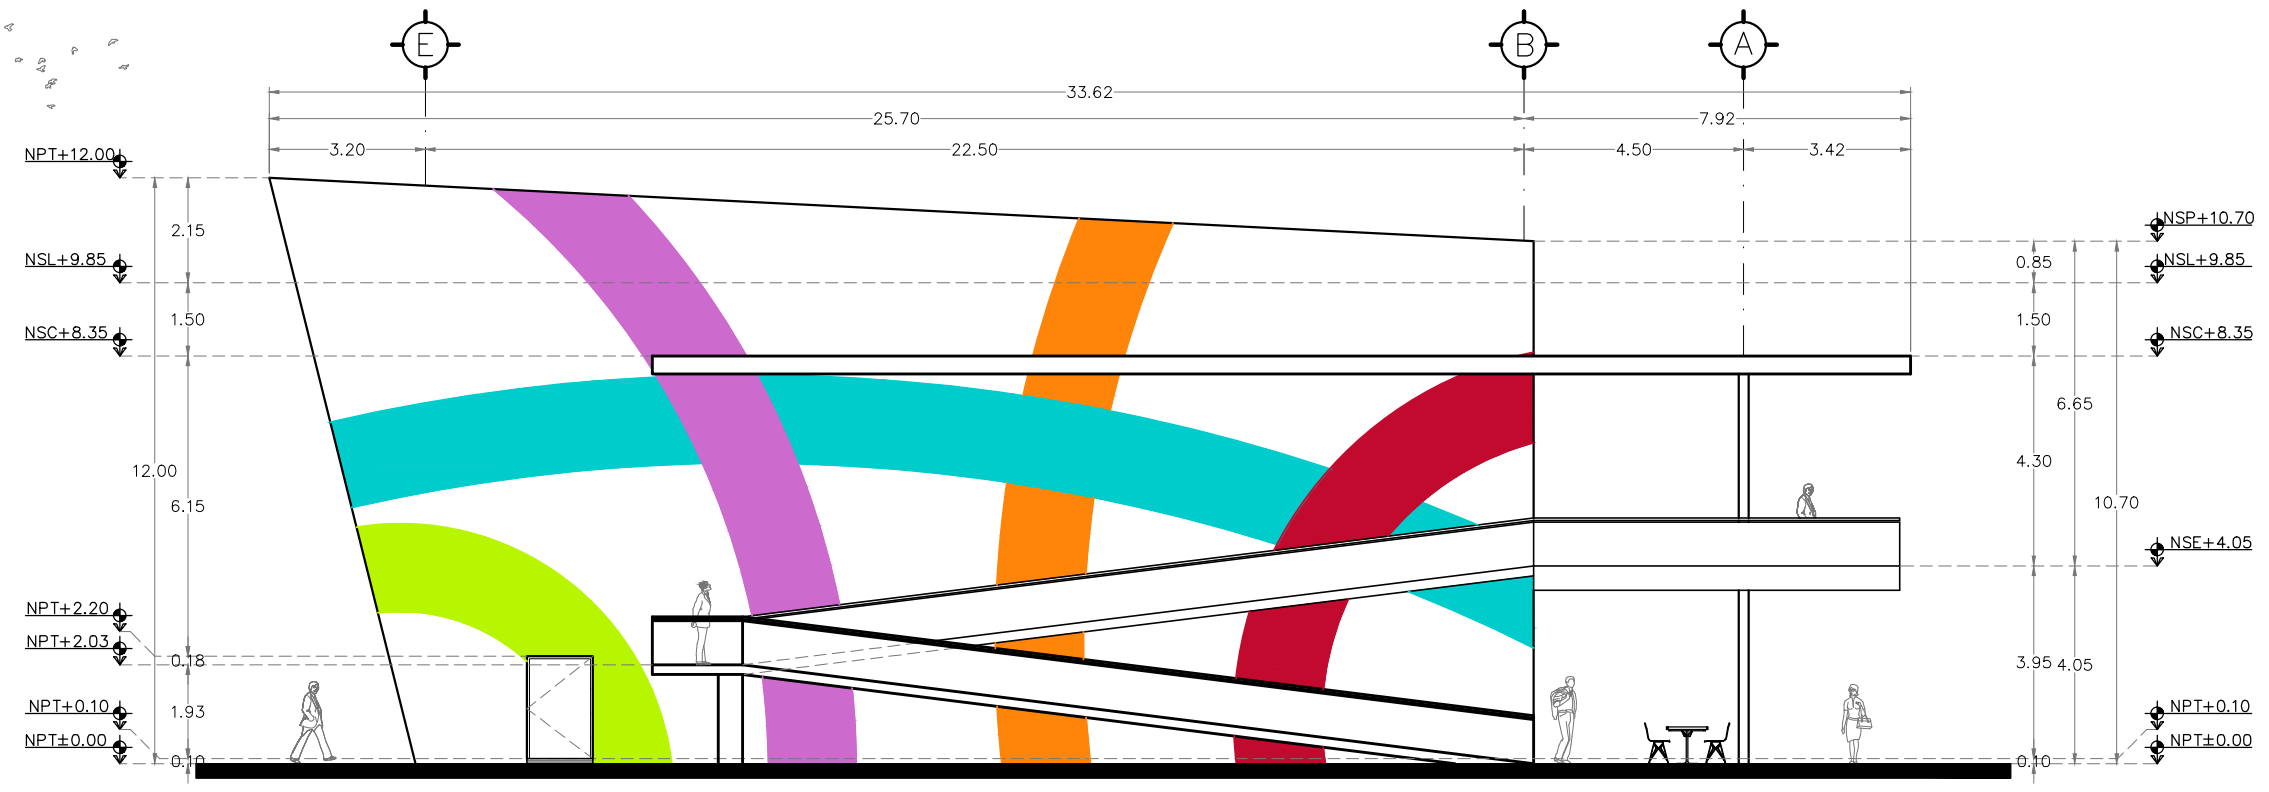 E B A
33.62
25.70 7.92
3.20 22.50 4.50 3.42
NPT+12.00
NSP+10.70
2.15
NSL+9.85
0.85
NSL+9.85
1.50
1.50
NSC+8.35
NSC+8.35
6.65
12.00
4.30
6.15
10.70
NSE+4.05
NPT+2.20
NPT+2.03
0.18
3.95
4.05
NPT+0.10
1.93
NPT+0.10
NPT±0.00
NPT±0.00
0.10
0.10